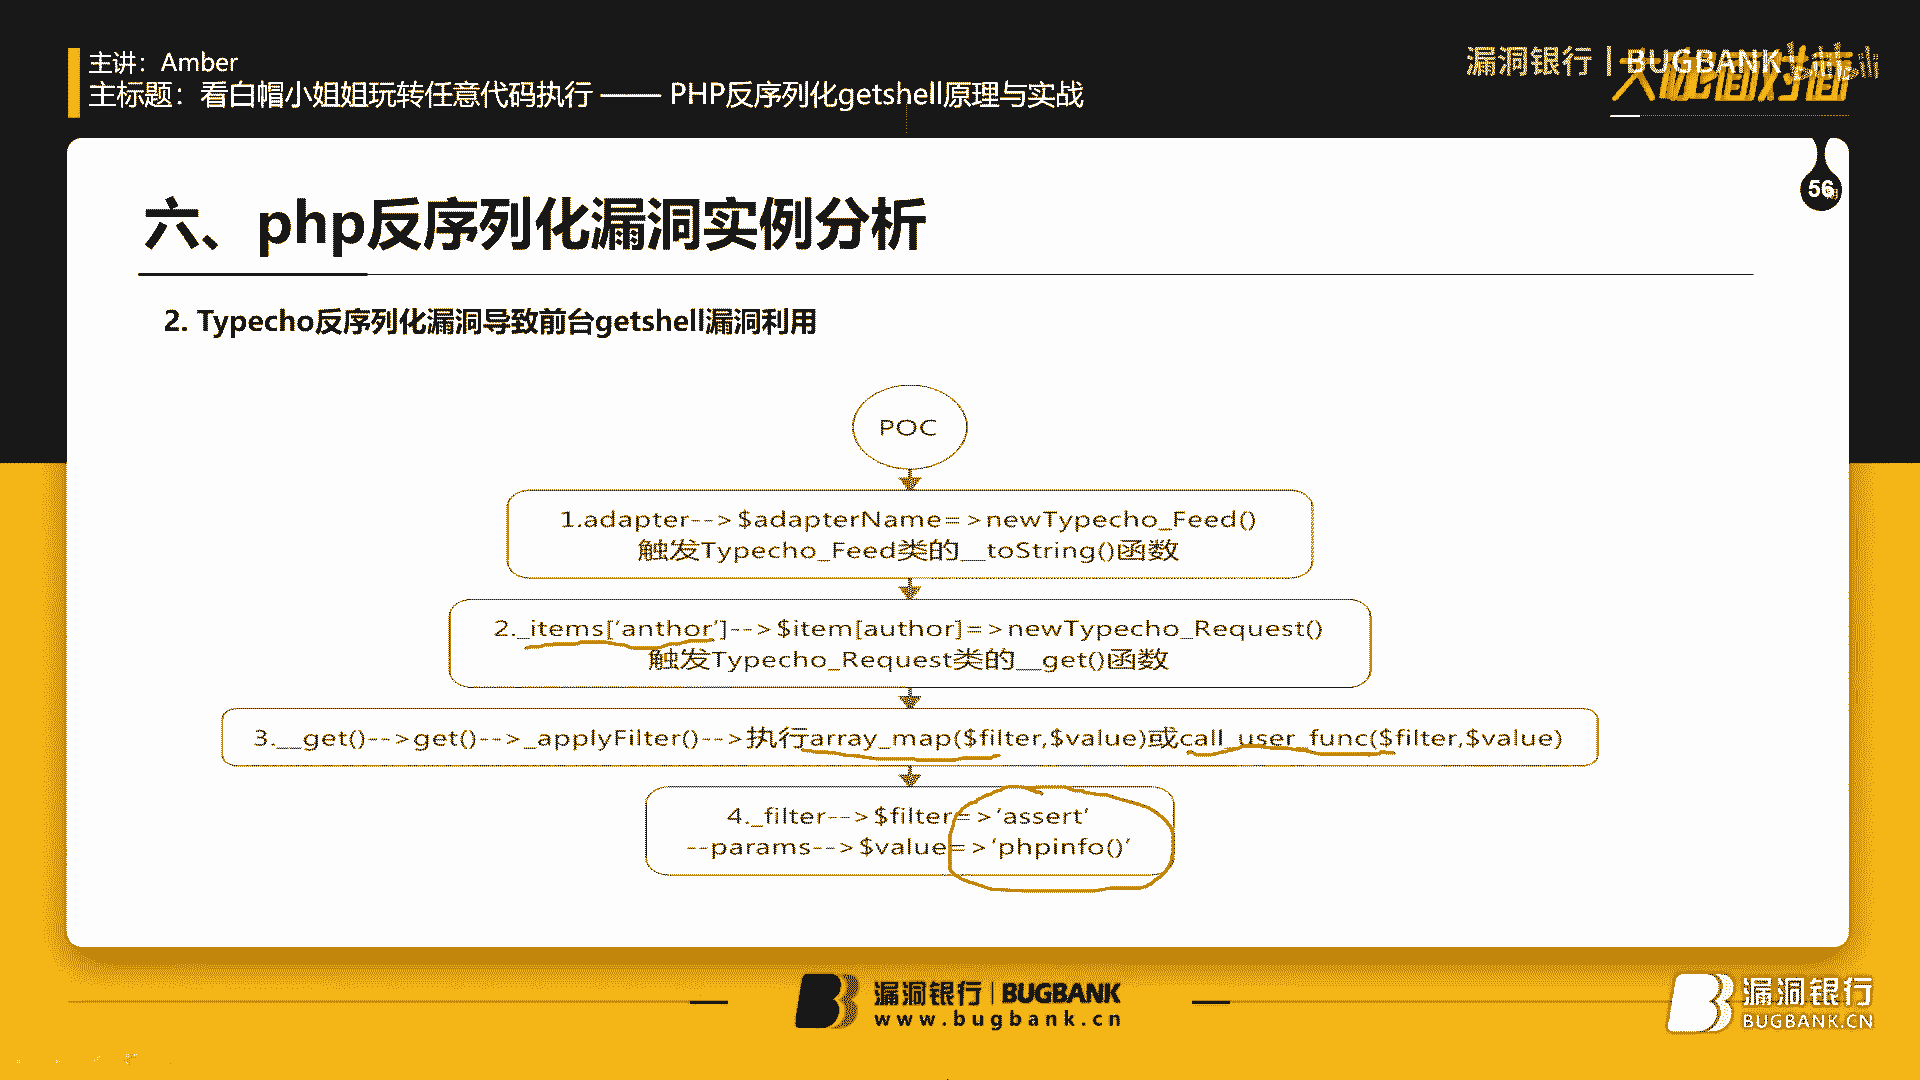 主讲：Amber
主标题：看白帽小姐姐玩转任意代码执行 —— PHP反序列化getshell原理与实战
漏洞银行 | BUGBANK
大咖面对面
56
六、php反序列化漏洞实例分析
2. Typecho反序列化漏洞导致前台getshell漏洞利用
POC
1.adapter-->$adapterName=>newTypecho_Feed()
触发Typecho_Feed类的__toString()函数
2._items['anthor']-->$item[author]=>newTypecho_Request()
触发Typecho_Request类的__get()函数
3.__get()-->get()-->_applyFilter()-->执行array_map($filter,$value)或call_user_func($filter,$value)
4._filter-->$filter=>'assert'
--params-->$value=>'phpinfo()'
漏洞银行 | BUGBANK
www.bugbank.cn
漏洞银行
BUGBANK.CN